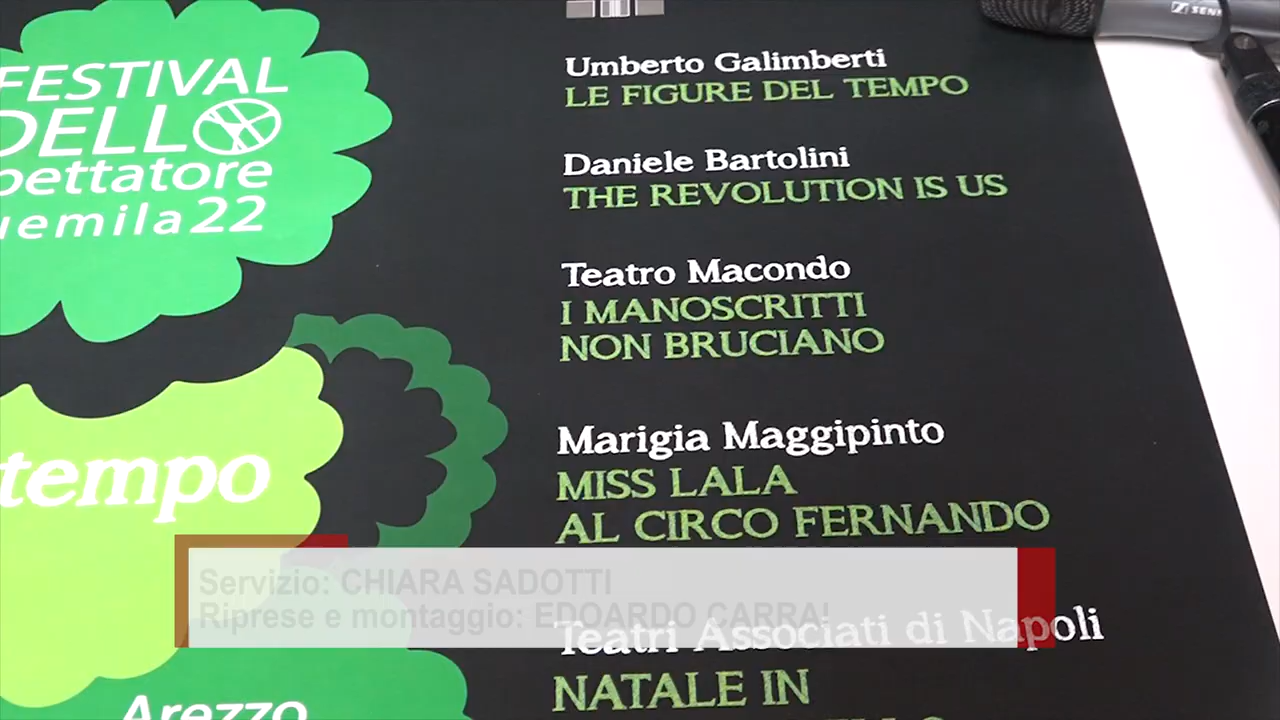 FESTIVAL
DELLO
pettatore
uemila22
tempo
Arezzo
SENN
Umberto Galimberti
LE FIGURE DEL TEMPO
Daniele Bartolini
THE REVOLUTION IS US
Teatro Macondo
I MANOSCRITTI
NON BRUCIANO
Marigia Maggipinto
MISS LALA
AL CIRCO FERNANDO
Teatri Associati di Napoli
NATALE IN
Servizio: CHIARA SADOTTI
Riprese e montaggio: EDOARDO CARRAI